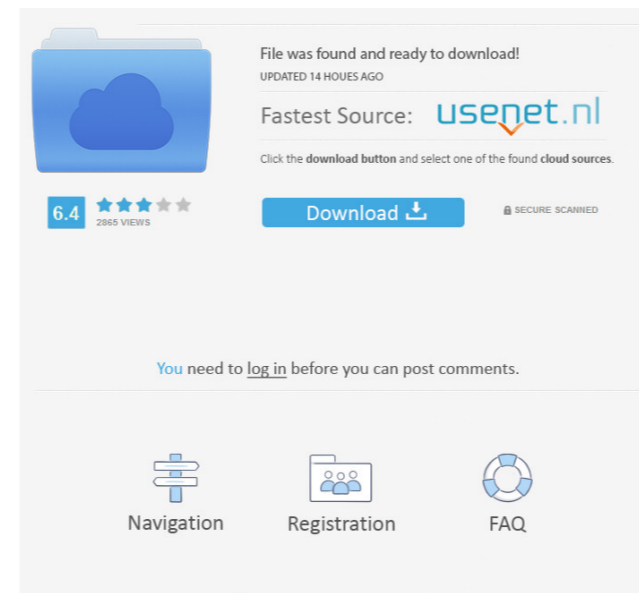 File was found and ready to download!
UPDATED 14 HOUES AGO
Fastest Source: usenet.nl
Click the download button and select one of the found cloud sources.
6.4
2865 VIEWS
Download
SECURE SCANNED
You need to log in before you can post comments.
Navigation
Registration
FAQ